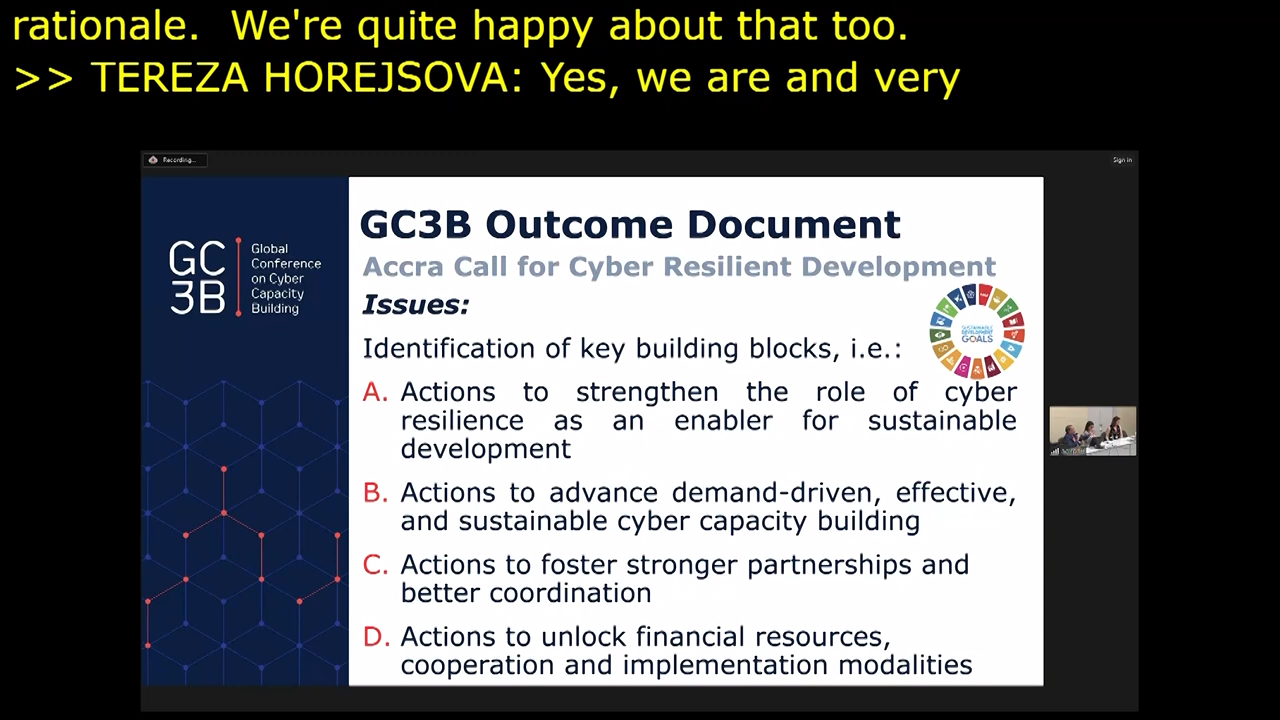 rationale.  We're quite happy about that too.
>> TEREZA HOREJSOVA: Yes, we are and very
Recording...
Sign in
GC
3B
Global
Conference
on Cyber
Capacity
Building
GC3B Outcome Document
Accra Call for Cyber Resilient Development
Issues:
SUSTAINABLE
DEVELOPMENT
GOALS
Identification of key building blocks, i.e.:
A. Actions to strengthen the role of cyber
resilience as an enabler for sustainable
development
B. Actions to advance demand-driven, effective,
and sustainable cyber capacity building
C. Actions to foster stronger partnerships and
better coordination
D. Actions to unlock financial resources,
cooperation and implementation modalities